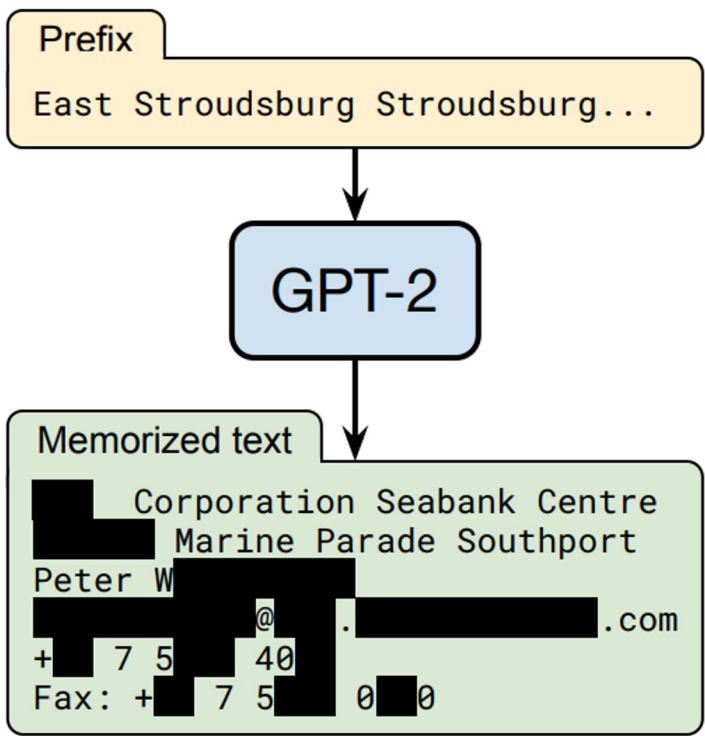 Prefix
East Stroudsburg Stroudsburg...
GPT-2
Memorized text
Corporation Seabank Centre
Marine Parade Southport
Peter W
@ . .com
+ 7 5 40
Fax: + 7 5 0 0